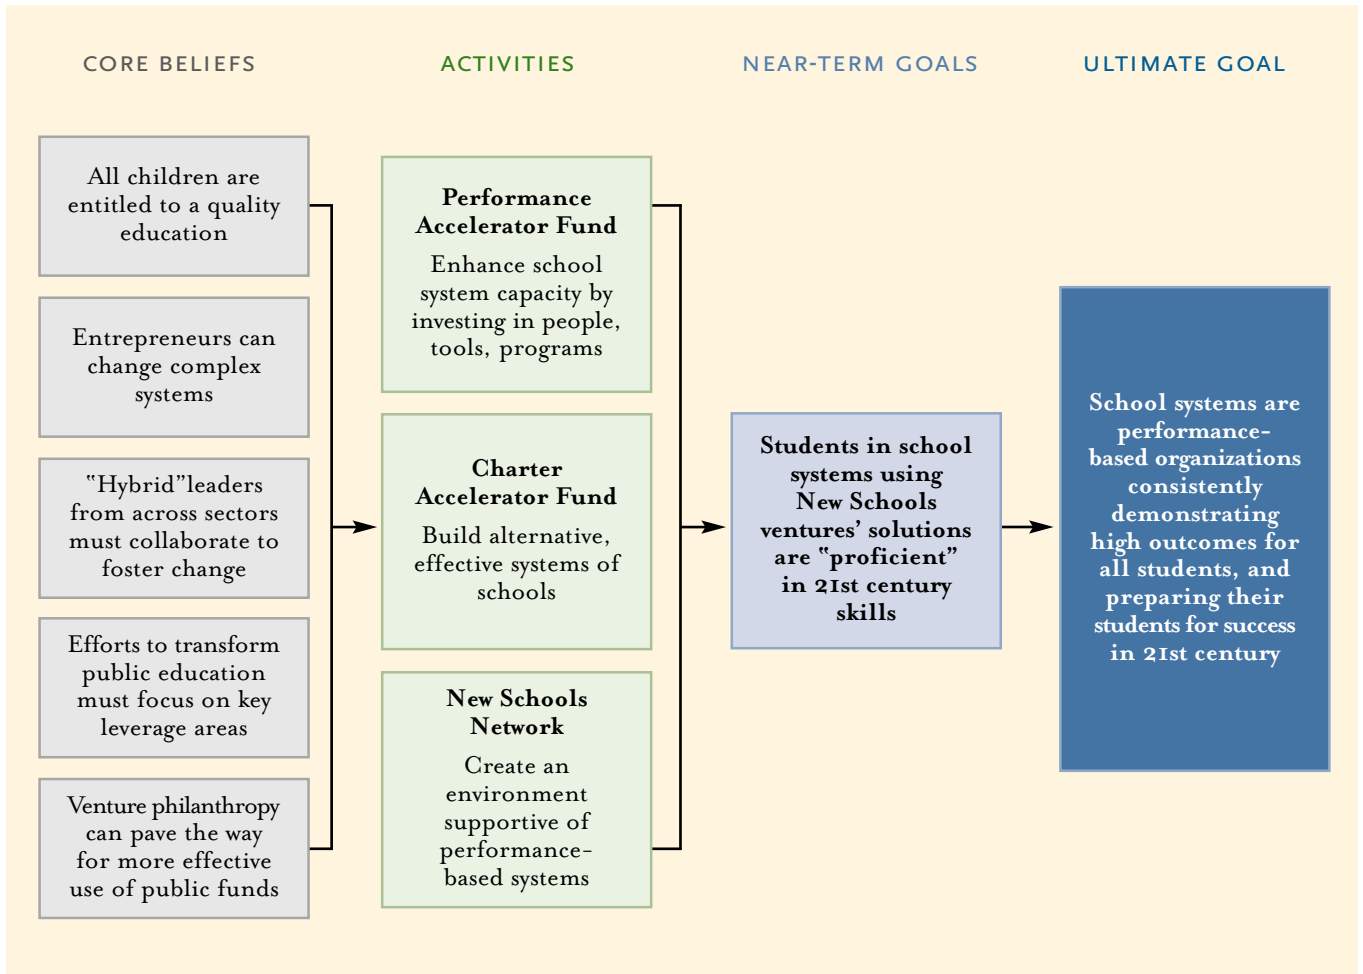 CORE BELIEFS
ACTIVITIES
NEAR-TERM GOALS
ULTIMATE GOAL
All children are
entitled to a quality
education
Entrepreneurs can
change complex
systems
"Hybrid"leaders
from across sectors
must collaborate to
foster change
Efforts to transform
public education
must focus on key
leverage areas
Venture philanthropy
can pave the way
for more effective
use of public funds
Performance
Accelerator Fund
Enhance school
system capacity by
investing in people,
tools, programs
Charter
Accelerator Fund
Build alternative,
effective systems of
schools
New Schools
Network
Create an
environment
supportive of
performance-
based systems
Students in school
systems using
New Schools
ventures' solutions
are "proficient"
in 21st century
skills
School systems are
performance-
based organizations
consistently
demonstrating
high outcomes for
all students, and
preparing their
students for success
in 21st century